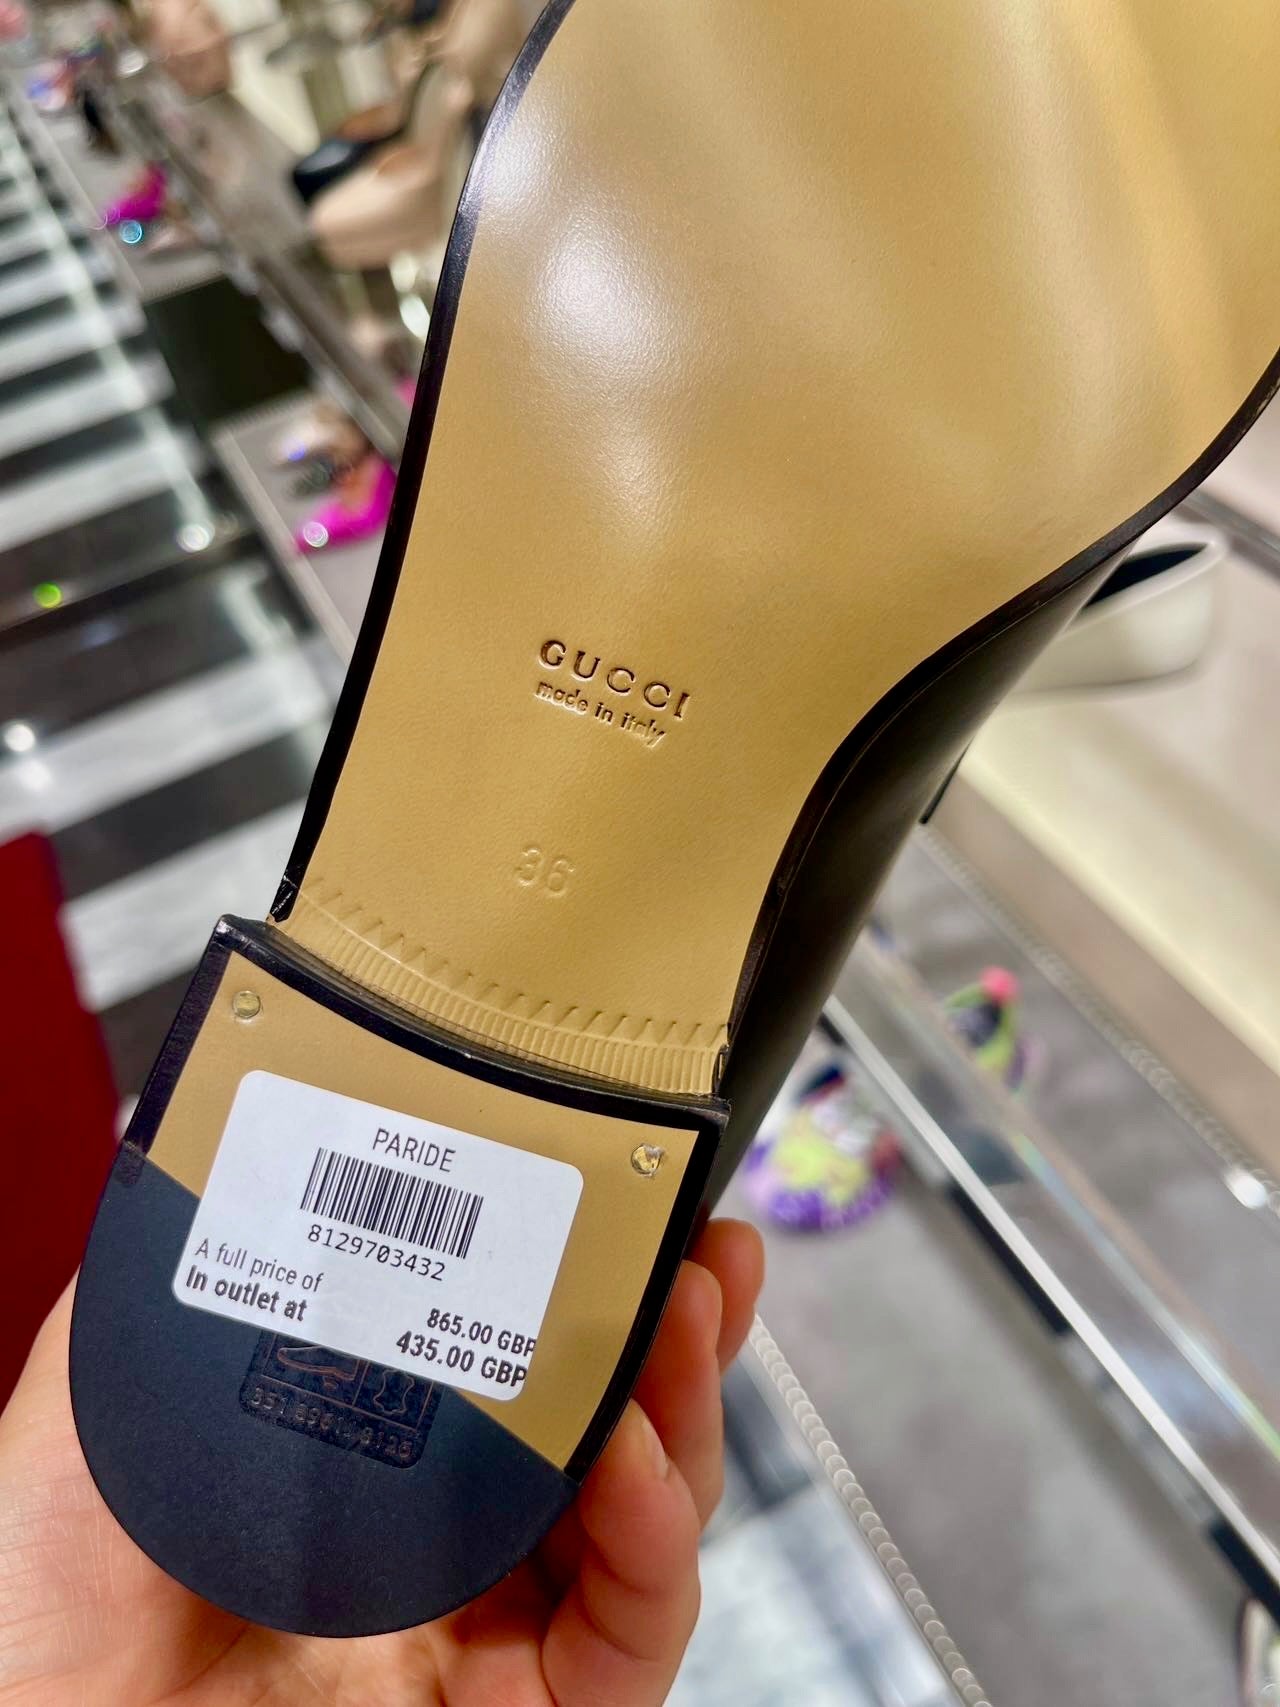 GUCCI
made in italy
36
PARIDE
8129703432
A full price of 865.00 GBP
In outlet at 435.00 GBP